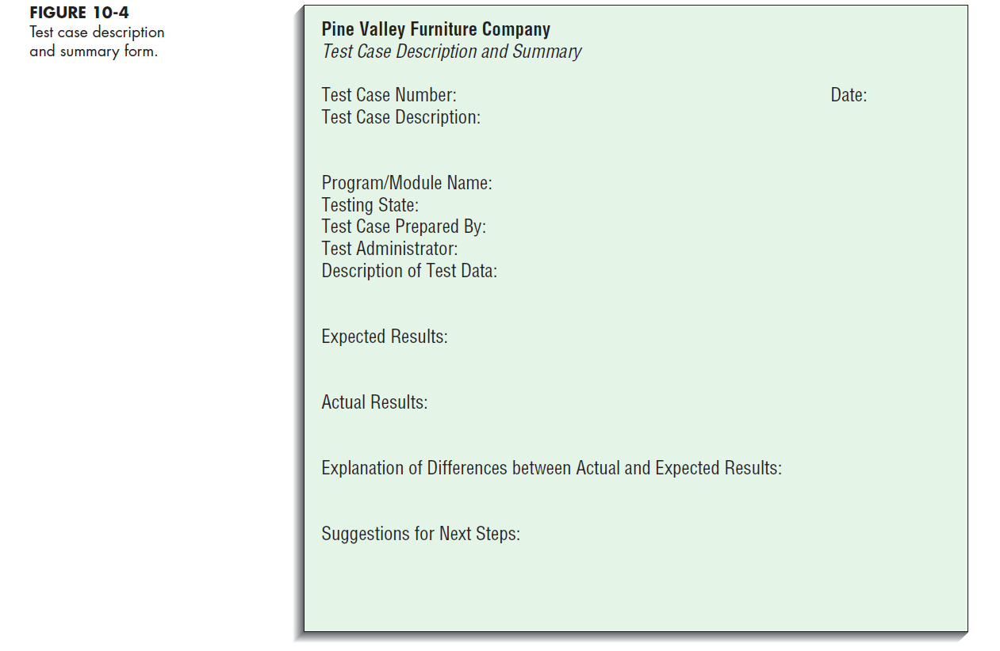 FIGURE 10-4
Test case description
and summary form.
Pine Valley Furniture Company
Test Case Description and Summary
Test Case Number: Date:
Test Case Description:
Program/Module Name:
Testing State:
Test Case Prepared By:
Test Administrator:
Description of Test Data:
Expected Results:
Actual Results:
Explanation of Differences between Actual and Expected Results:
Suggestions for Next Steps: